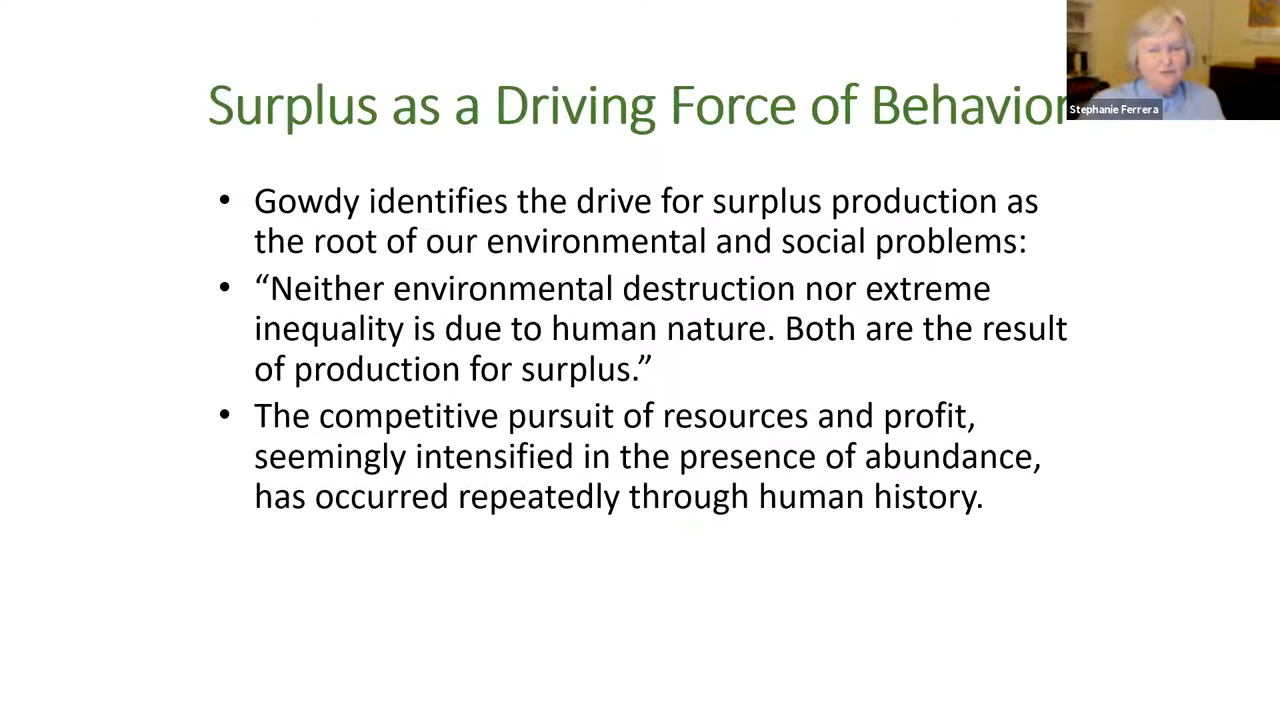 Surplus as a Driving Force of Behavior
Stephanie Ferrera
• Gowdy identifies the drive for surplus production as
the root of our environmental and social problems:
• “Neither environmental destruction nor extreme
inequality is due to human nature. Both are the result
of production for surplus.”
• The competitive pursuit of resources and profit,
seemingly intensified in the presence of abundance,
has occurred repeatedly through human history.